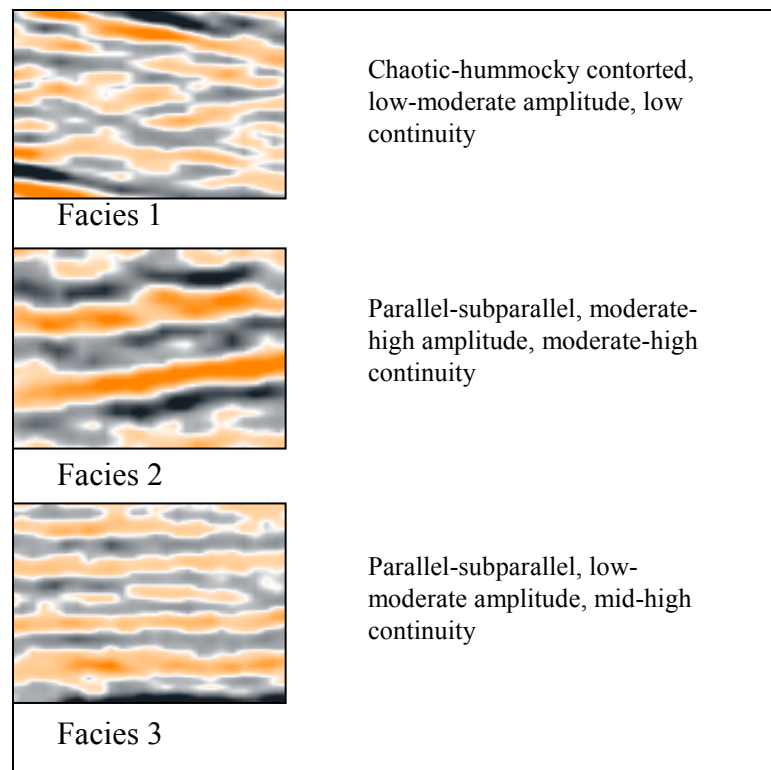 Chaotic-hummocky contorted,
low-moderate amplitude, low
continuity
Facies 1
Parallel-subparallel, moderate-
high amplitude, moderate-high
continuity
Facies 2
Parallel-subparallel, low-
moderate amplitude, mid-high
continuity
Facies 3